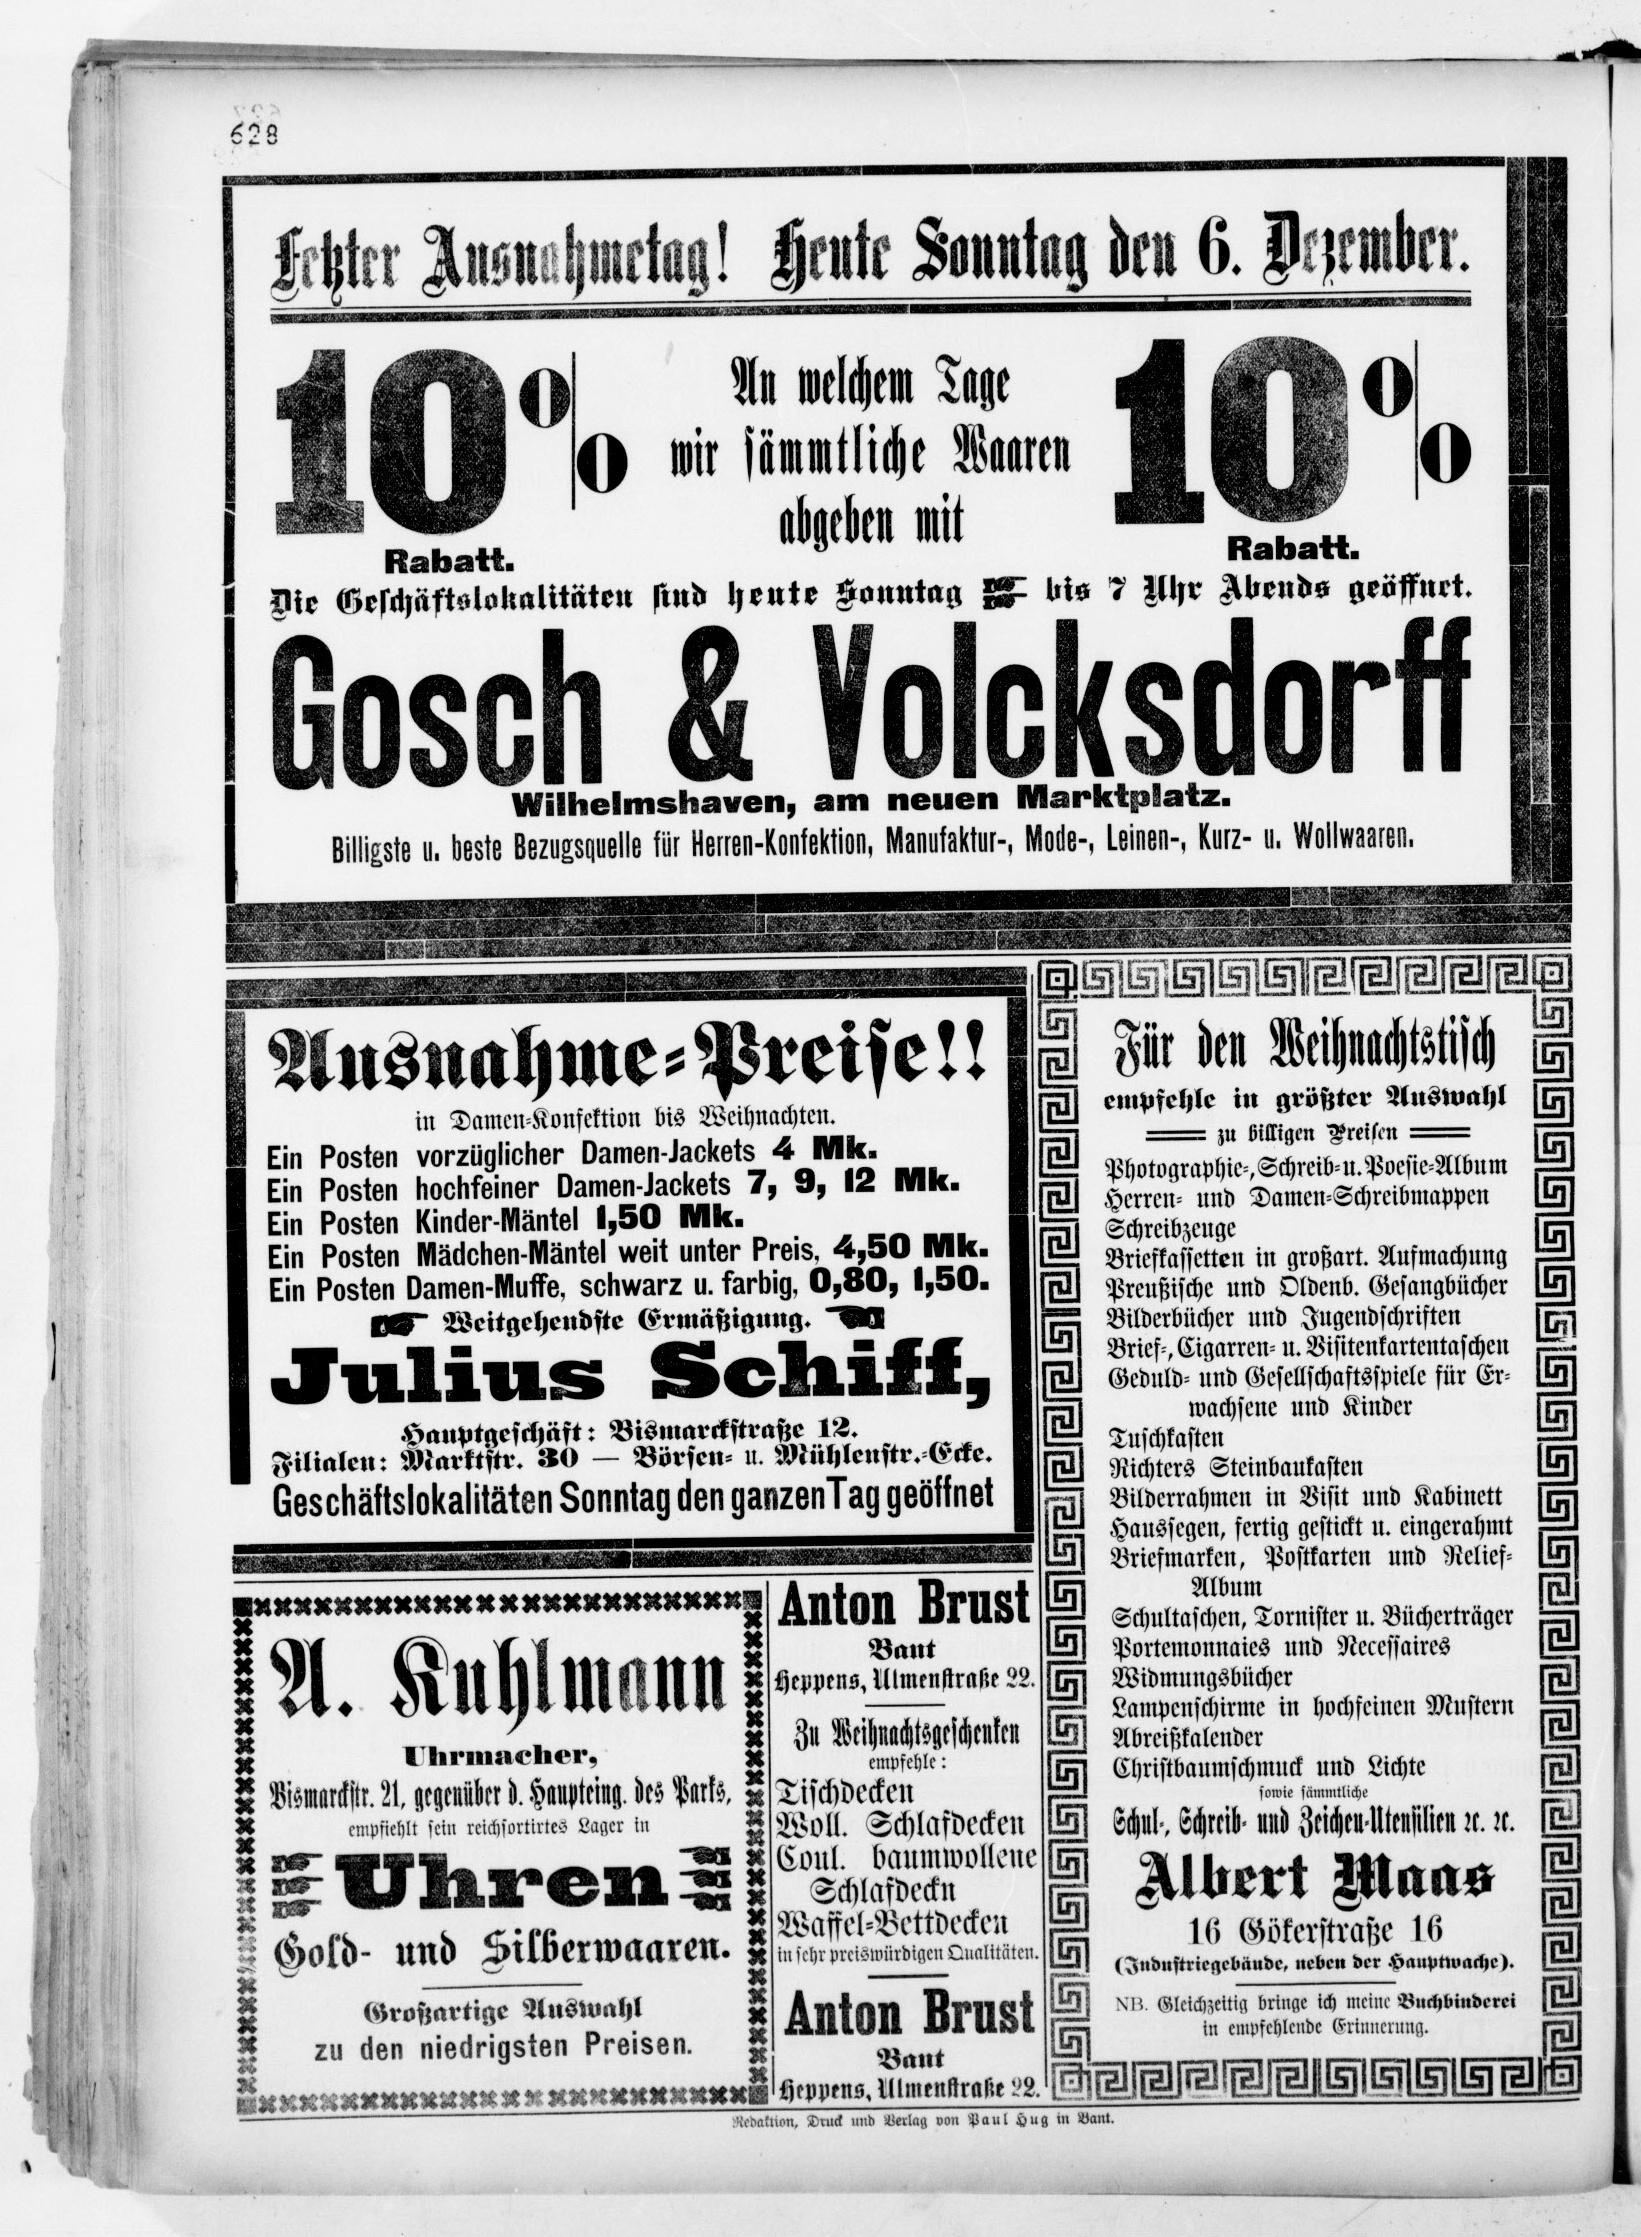 628
Letzter Ausnahmetag! Heute Sonntag den 6. Dezember.
10%
Rabatt.
An welchem Tage
wir sämmtliche Waaren
abgeben mit
10%
Rabatt.
Die Geschäftslokalitäten sind heute Sonntag bis 7 Uhr Abends geöffnet.
Gosch & Volcksdorff
Wilhelmshaven, am neuen Marktplatz.
Billigste u. beste Bezugsquelle für Herren-Konfektion, Manufaktur-, Mode-, Leinen-, Kurz- u. Wollwaaren.
Ausnahme-Preise!!
in Damen-Konfektion bis Weihnachten.
Ein Posten vorzüglicher Damen-Jackets 4 Mk.
Ein Posten hochfeiner Damen-Jackets 7, 9, 12 Mk.
Ein Posten Kinder-Mäntel 1,50 Mk.
Ein Posten Mädchen-Mäntel weit unter Preis, 4,50 Mk.
Ein Posten Damen-Muffe, schwarz u. farbig, 0,80, 1,50.
Weitgehendste Ermäßigung.
Julius Schiff,
Hauptgeschäft: Bismarckstraße 12.
Filialen: Marktstr. 30 — Börsen- u. Mühlenstr.-Ecke.
Geschäftslokalitäten Sonntag den ganzen Tag geöffnet
A. Kuhlmann
Uhrmacher,
Bismarckstr. 21, gegenüber d. Haupteing. des Parks,
empfiehlt sein reichsortirtes Lager in
Uhren
Gold- und Silberwaaren.
Großartige Auswahl
zu den niedrigsten Preisen.
Anton Brust
Bant
Heppens, Ulmenstraße 22.
Zu Weihnachtsgeschenken
empfehle:
Tischdecken
Woll. Schlafdecken
Coul. baumwollene
Schlafdeckn
Waffel-Bettdecken
in sehr preiswürdigen Qualitäten.
Anton Brust
Bant
Heppens, Ulmenstraße 22.
Für den Weihnachtstisch
empfehle in größter Auswahl
zu billigen Preisen
Photographie-, Schreib- u. Poesie-Album
Herren- und Damen-Schreibmappen
Schreibzeuge
Briefkassetten in großart. Aufmachung
Preußische und Oldenb. Gesangbücher
Bilderbücher und Jugendschriften
Brief-, Cigarren- u. Visitenkartentaschen
Geduld- und Gesellschaftsspiele für Er-
wachsene und Kinder
Tuschkasten
Richters Steinbaukasten
Bilderrahmen in Visit und Kabinett
Haussegen, fertig gestickt u. eingerahmt
Briefmarken, Postkarten und Relief-
Album
Schultaschen, Tornister u. Bücherträger
Portemonnaies und Necessaires
Widmungsbücher
Lampenschirme in hochfeinen Mustern
Abreißkalender
Christbaumschmuck und Lichte
sowie sämmtliche
Schul-, Schreib- und Zeichen-Utensilien ꝛc. ꝛc.
Albert Maas
16 Gökerstraße 16
(Industriegebäude, neben der Hauptwache).
NB. Gleichzeitig bringe ich meine Buchbinderei
in empfehlende Erinnerung.
Redaktion, Druck und Verlag von Paul Hug in Bant.